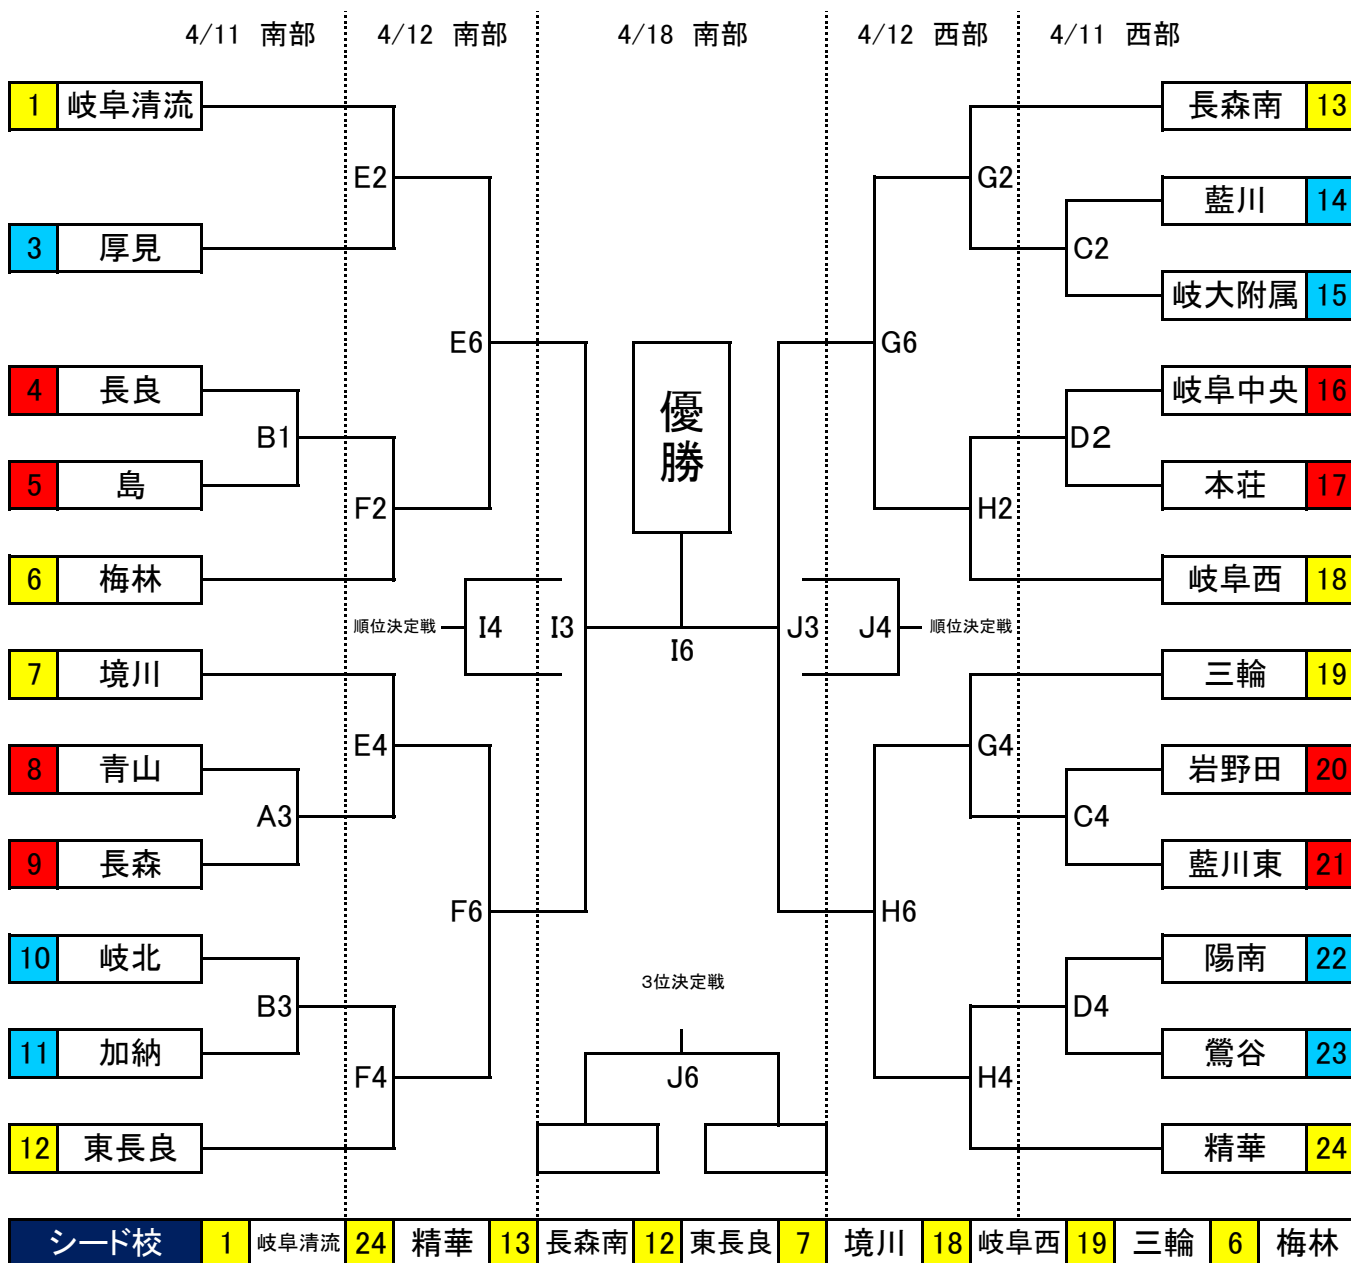 4/11 南部 4/12 南部 4/18 南部 4/12 西部 4/11 西部
1 岐阜清流 長森南 13
E2 G2
藍川 14
3 厚見 C2
岐大附属 15
E6 G6
4 長良 優勝 岐阜中央 16
B1 D2
5 島 本荘 17
F2 H2
6 梅林 岐阜西 18
順位決定戦 I4 I3 J3 J4 順位決定戦
I6
7 境川 三輪 19
E4 G4
8 青山 岩野田 20
A3 C4
9 長森 藍川東 21
F6 H6
10 岐北 陽南 22
3位決定戦
B3 D4
11 加納 鶯谷 23
F4 J6 H4
12 東長良 精華 24
シード校 1 岐阜清流 24 精華 13 長森南 12 東長良 7 境川 18 岐阜西 19 三輪 6 梅林